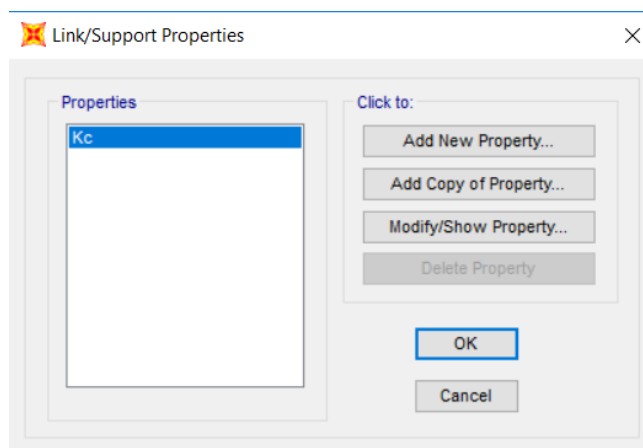 Link/Support Properties
Properties
Kc
Click to:
Add New Property...
Add Copy of Property...
Modify/Show Property...
Delete Property
OK
Cancel